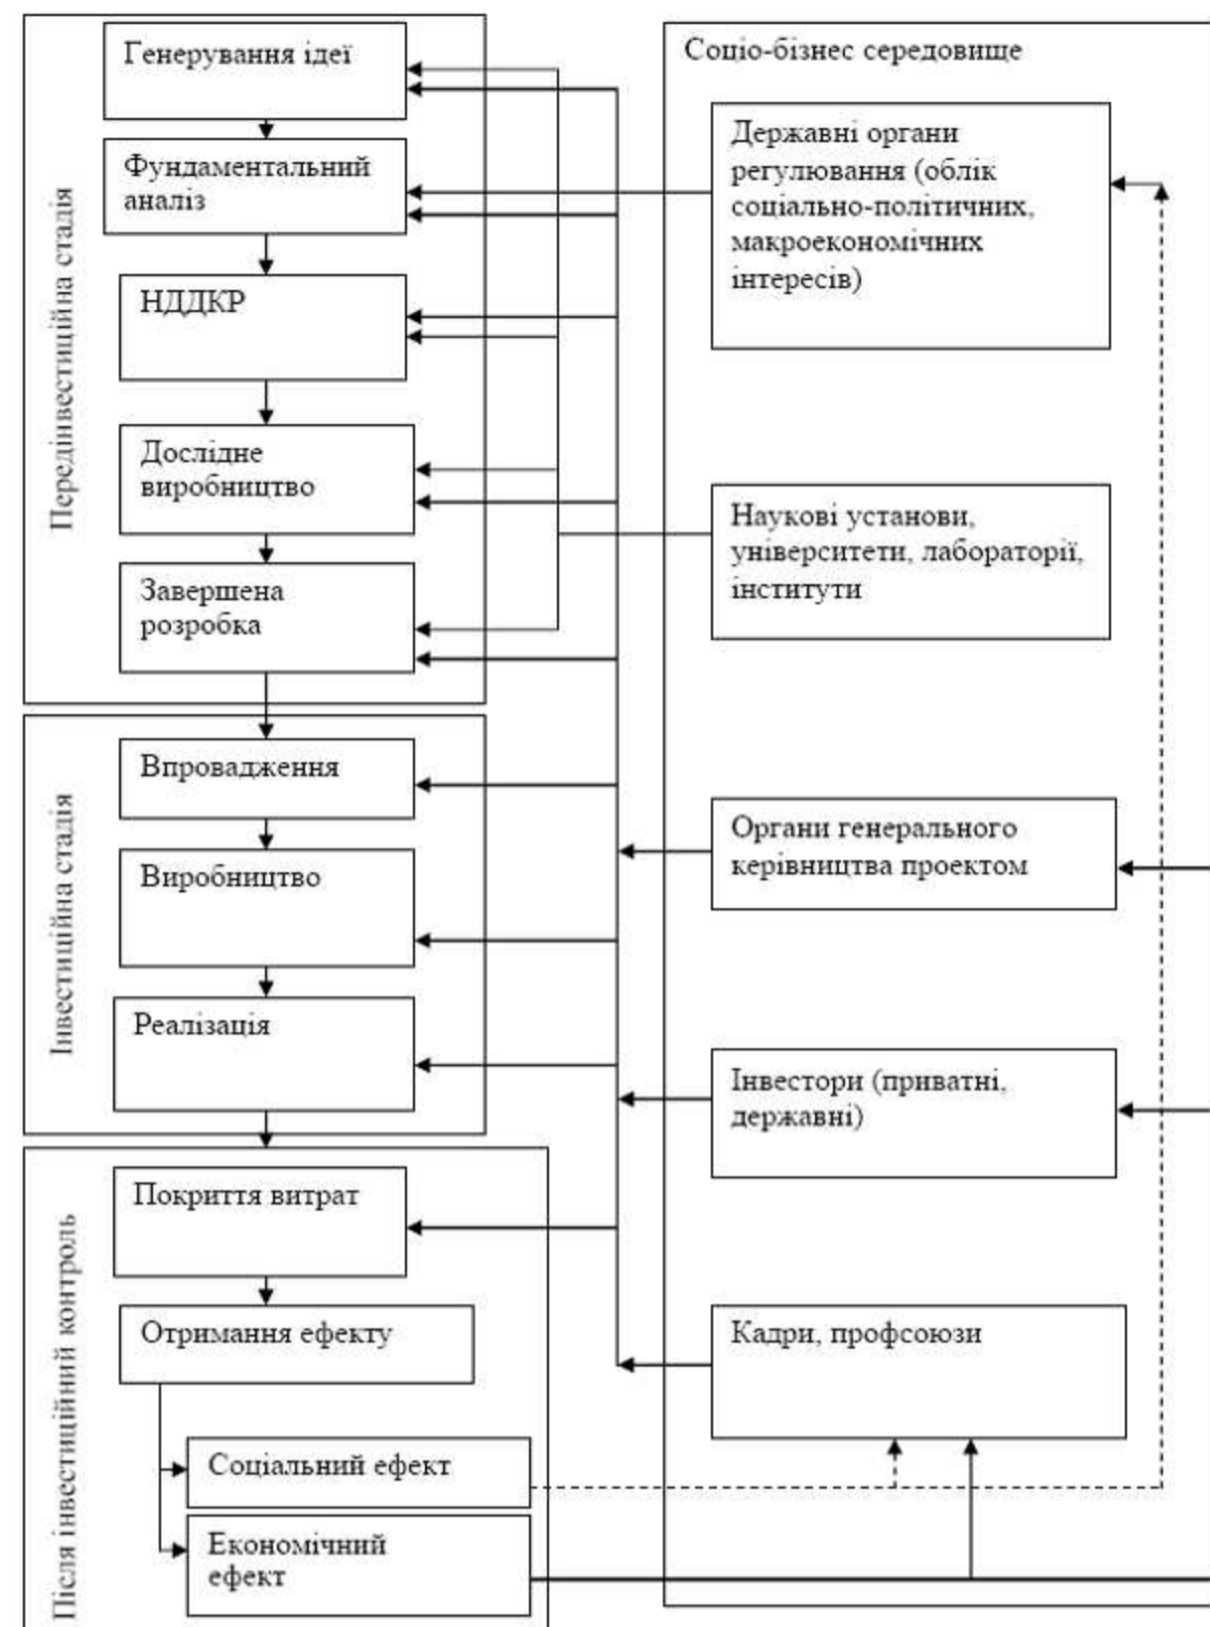 Передінвестиційна стадія
Генерування ідеї
Фундаментальний
аналіз
НДДКР
Дослідне
виробництво
Завершена
розробка
Інвестиційна стадія
Впровадження
Виробництво
Реалізація
Після інвестиційний контроль
Покриття витрат
Отримання ефекту
Соціальний ефект
Економічний
ефект
Соціо-бізнес середовище
Державні органи
регулювання (облік
соціально-політичних,
макроекономічних
інтересів)
Наукові установи,
університети, лабораторії,
інститути
Органи генерального
керівництва проектом
Інвестори (приватні,
державні)
Кадри, профсоюзи